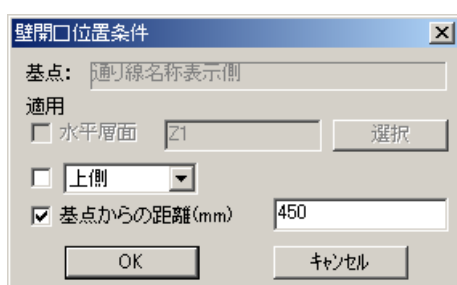 壁開口位置条件
基点: 通り線名称表示側
適用
水平層面 Z1 選択
上側
基点からの距離(mm) 450
OK ｷｬﾝｾﾙ